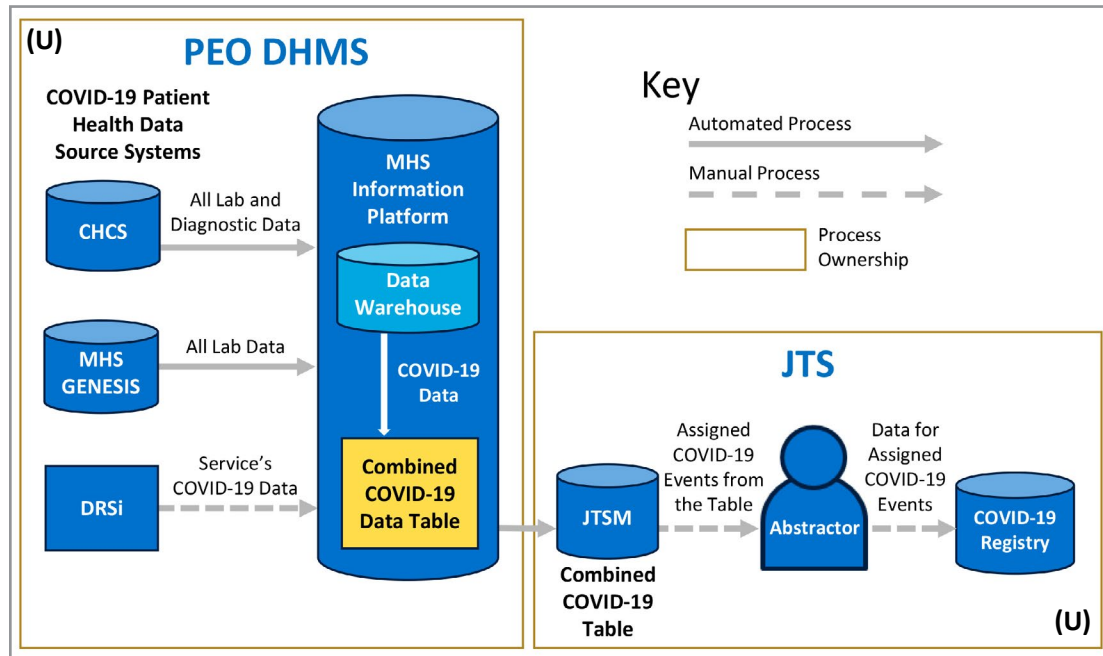 (U)
PEO DHMS
COVID-19 Patient
Health Data
Source Systems
CHCS
All Lab and
Diagnostic Data
MHS
GENESIS
All Lab Data
DRSi
Service's
COVID-19 Data
MHS
Information
Platform
Data
Warehouse
COVID-19
Data
Combined
COVID-19
Data Table
Key
Automated Process
Manual Process
Process
Ownership
JTS
JTSM
Combined
COVID-19
Table
Assigned
COVID-19
Events from
the Table
Abstractor
Data for
Assigned
COVID-19
Events
COVID-19
Registry
(U)